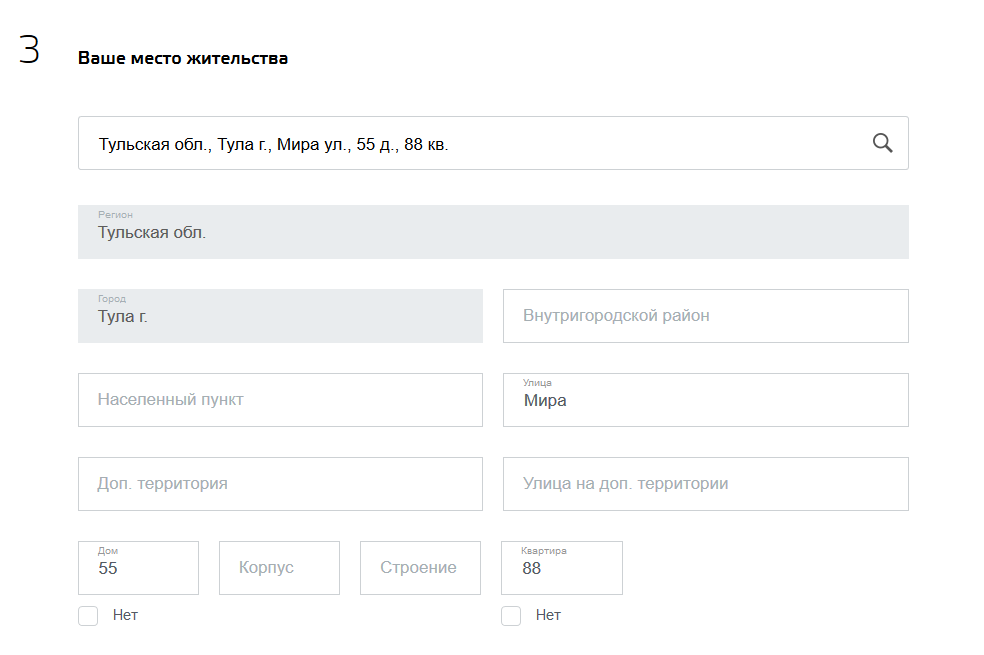 3
Ваше место жительства
Тульская обл., Тула г., Мира ул., 55 д., 88 кв.
Регион
Тульская обл.
Город
Тула г.
Внутригородской район
Населенный пункт
Улица
Мира
Доп. территория
Улица на доп. территории
Дом
55
Корпус
Строение
Квартира
88
Нет
Нет